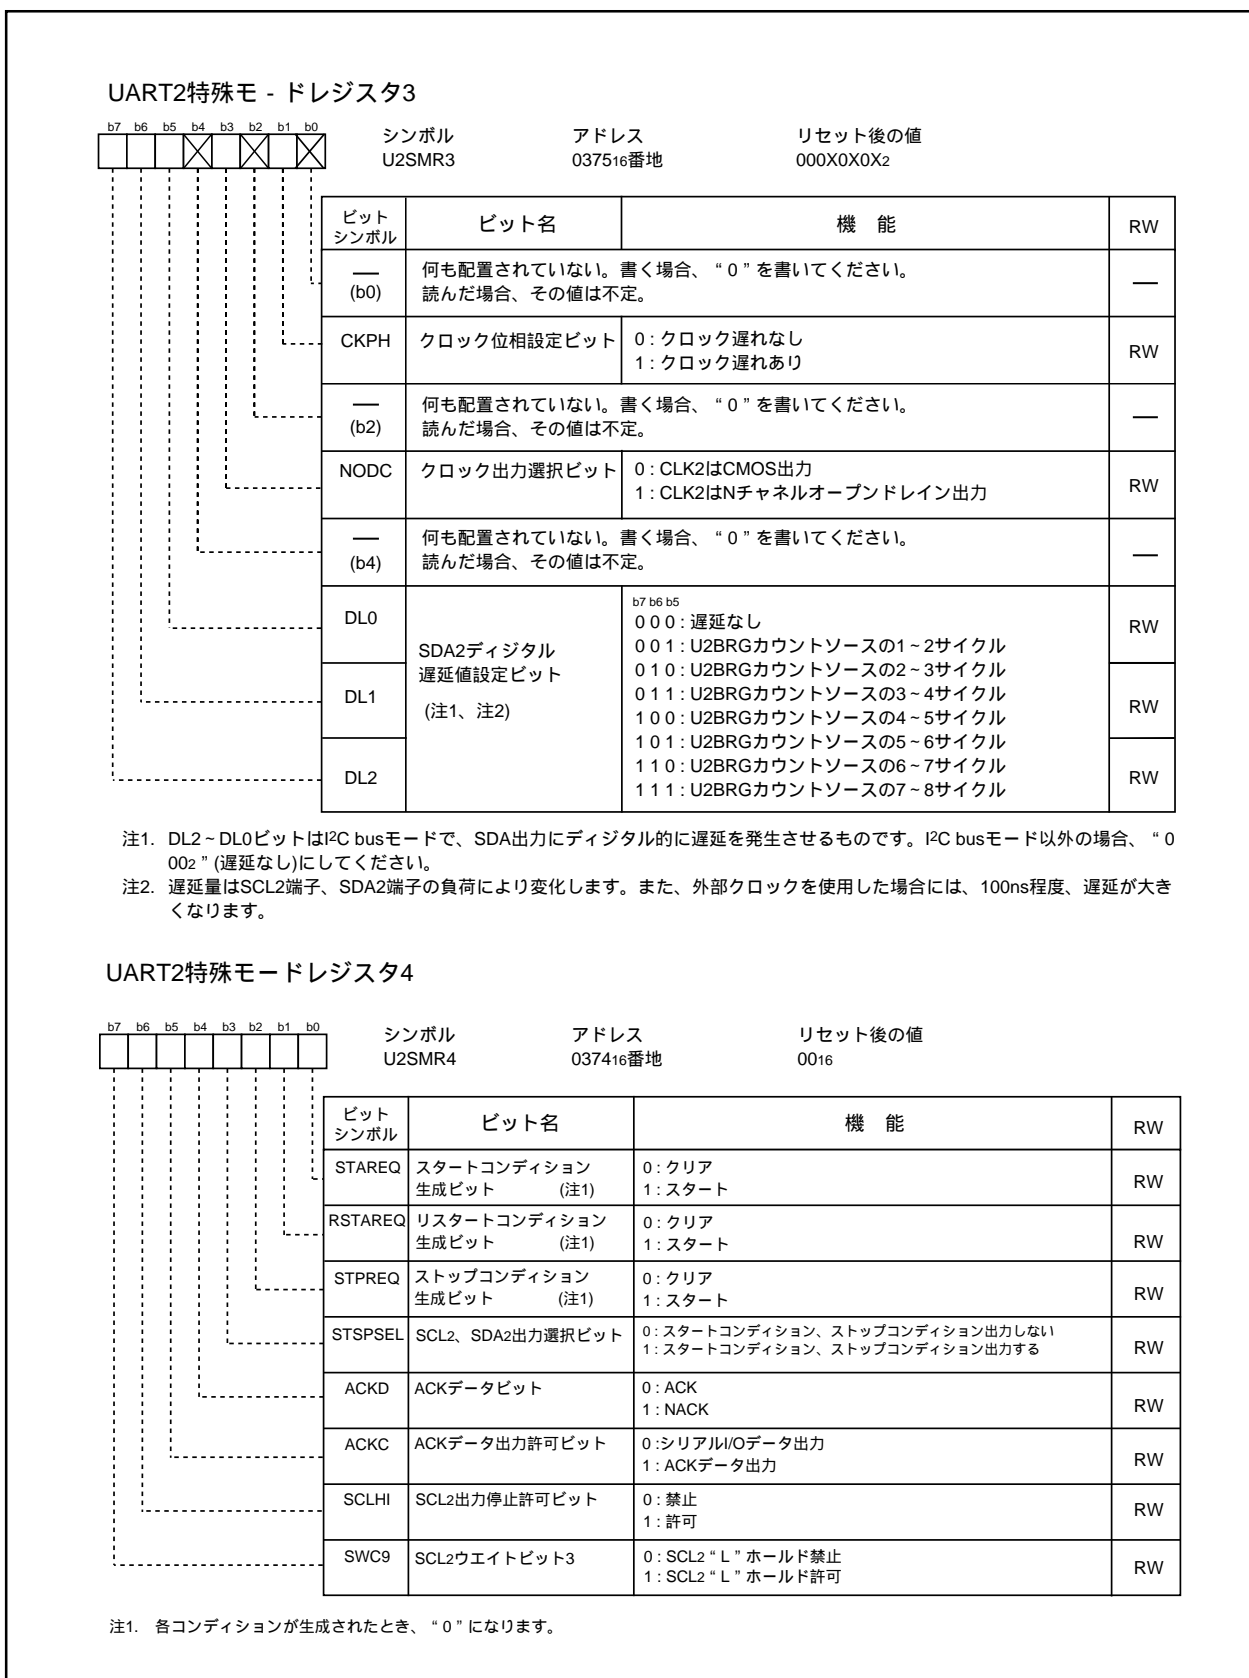 UART2特殊モ - ドレジスタ3
b7 b6 b5 b4 b3 b2 b1 b0
シンボル アドレス リセット後の値
U2SMR3 037516番地 000X0X0X2
ビット
シンボル
ビット名 機 能 RW
—
(b0)
何も配置されていない。書く場合、“ 0 ” を書いてください。
読んだ場合、その値は不定。
—
CKPH クロック位相設定ビット 0 : クロック遅れなし
1 : クロック遅れあり
RW
—
(b2)
何も配置されていない。書く場合、“ 0 ” を書いてください。
読んだ場合、その値は不定。
—
NODC クロック出力選択ビット 0 : CLK2はCMOS出力
1 : CLK2はNチャネルオープンドレイン出力
RW
—
(b4)
何も配置されていない。書く場合、“ 0 ” を書いてください。
読んだ場合、その値は不定。
—
DL0
DL1
DL2
SDA2ディジタル
遅延値設定ビット
(注1、注2)
b7 b6 b5
0 0 0 : 遅延なし
0 0 1 : U2BRGカウントソースの1 ~ 2サイクル
0 1 0 : U2BRGカウントソースの2 ~ 3サイクル
0 1 1 : U2BRGカウントソースの3 ~ 4サイクル
1 0 0 : U2BRGカウントソースの4 ~ 5サイクル
1 0 1 : U2BRGカウントソースの5 ~ 6サイクル
1 1 0 : U2BRGカウントソースの6 ~ 7サイクル
1 1 1 : U2BRGカウントソースの7 ~ 8サイクル
RW
RW
RW
注1. DL2 ~ DL0ビットはI2C busモードで、SDA出力にディジタル的に遅延を発生させるものです。I2C busモード以外の場合、“ 0
002 ” (遅延なし)にしてください。
注2. 遅延量はSCL2端子、SDA2端子の負荷により変化します。また、外部クロックを使用した場合には、100ns程度、遅延が大き
くなります。
UART2特殊モードレジスタ4
b7 b6 b5 b4 b3 b2 b1 b0
シンボル アドレス リセット後の値
U2SMR4 037416番地 0016
ビット
シンボル
ビット名 機 能 RW
STAREQ スタートコンディション
生成ビット (注1)
0 : クリア
1 : スタート
RW
RSTAREQ リスタートコンディション
生成ビット (注1)
0 : クリア
1 : スタート
RW
STPREQ ストップコンディション
生成ビット (注1)
0 : クリア
1 : スタート
RW
STSPSEL SCL2、SDA2出力選択ビット 0 : スタートコンディション、ストップコンディション出力しない
1 : スタートコンディション、ストップコンディション出力する
RW
ACKD ACKデータビット 0 : ACK
1 : NACK
RW
ACKC ACKデータ出力許可ビット 0 :シリアルI/Oデータ出力
1 : ACKデータ出力
RW
SCLHI SCL2出力停止許可ビット 0 : 禁止
1 : 許可
RW
SWC9 SCL2ウエイトビット3 0 : SCL2 “ L ” ホールド禁止
1 : SCL2 “ L ” ホールド許可
RW
注1. 各コンディションが生成されたとき、“ 0 ” になります。